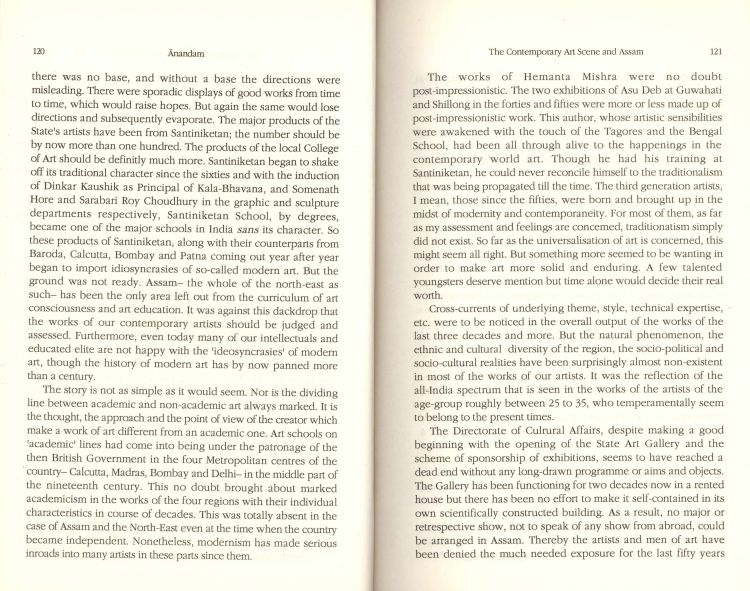 120
Ānandam
there was no base, and without a base the directions were
misleading. There were sporadic displays of good works from time
to time, which would raise hopes. But again the same would lose
directions and subsequently evaporate. The major products of the
State's artists have been from Santiniketan; the number should be
by now more than one hundred. The products of the local College
of Art should be definitly much more. Santiniketan began to shake
off its traditional character since the sixties and with the induction
of Dinkar Kaushik as Principal of Kala-Bhavana, and Somenath
Hore and Sarabari Roy Choudhury in the graphic and sculpture
departments respectively, Santiniketan School, by degrees,
became one of the major schools in India sans its character. So
these products of Santiniketan, along with their counterparts from
Baroda, Calcutta, Bombay and Patna coming out year after year
began to import idiosyncrasies of so-called modern art. But the
ground was not ready. Assam– the whole of the north-east as
such– has been the only area left out from the curriculum of art
consciousness and art education. It was against this dackdrop that
the works of our contemporary artists should be judged and
assessed. Furthermore, even today many of our intellectuals and
educated elite are not happy with the 'ideosyncrasies' of modern
art, though the history of modern art has by now panned more
than a century.
The story is not as simple as it would seem. Nor is the dividing
line between academic and non-academic art always marked. It is
the thought, the approach and the point of view of the creator which
make a work of art different from an academic one. Art schools on
'academic' lines had come into being under the patronage of the
then British Government in the four Metropolitan centres of the
country– Calcutta, Madras, Bombay and Delhi– in the middle part of
the nineteenth century. This no doubt brought about marked
academicism in the works of the four regions with their individual
characteristics in course of decades. This was totally absent in the
case of Assam and the North-East even at the time when the country
became independent. Nonetheless, modernism has made serious
inroads into many artists in these parts since them.
The Contemporary Art Scene and Assam
121
The works of Hemanta Mishra were no doubt
post-impressionistic. The two exhibitions of Asu Deb at Guwahati
and Shillong in the forties and fifties were more or less made up of
post-impressionistic work. This author, whose artistic sensibilities
were awakened with the touch of the Tagores and the Bengal
School, had been all through alive to the happenings in the
contemporary world art. Though he had his training at
Santiniketan, he could never reconcile himself to the traditionalism
that was being propagated till the time. The third generation artists,
I mean, those since the fifties, were born and brought up in the
midst of modernity and contemporaneity. For most of them, as far
as my assessment and feelings are concerned, traditionatism simply
did not exist. So far as the universalisation of art is concerned, this
might seem all right. But something more seemed to be wanting in
order to make art more solid and enduring. A few talented
youngsters deserve mention but time alone would decide their real
worth.
Cross-currents of underlying theme, style, technical expertise,
etc. were to be noticed in the overall output of the works of the
last three decades and more. But the natural phenomenon, the
ethnic and cultural diversity of the region, the socio-political and
socio-cultural realities have been surprisingly almost non-existent
in most of the works of our artists. It was the reflection of the
all-India spectrum that is seen in the works of the artists of the
age-group roughly between 25 to 35, who temperamentally seem
to belong to the present times.
The Directorate of Culrural Affairs, despite making a good
beginning with the opening of the State Art Gallery and the
scheme of sponsorship of exhibitions, seems to have reached a
dead end without any long-drawn programme or aims and objects.
The Gallery has been functioning for two decades now in a rented
house but there has been no effort to make it self-contained in its
own scientifically constructed building. As a result, no major or
retrespective show, not to speak of any show from abroad, could
be arranged in Assam. Thereby the artists and men of art have
been denied the much needed exposure for the last fifty years